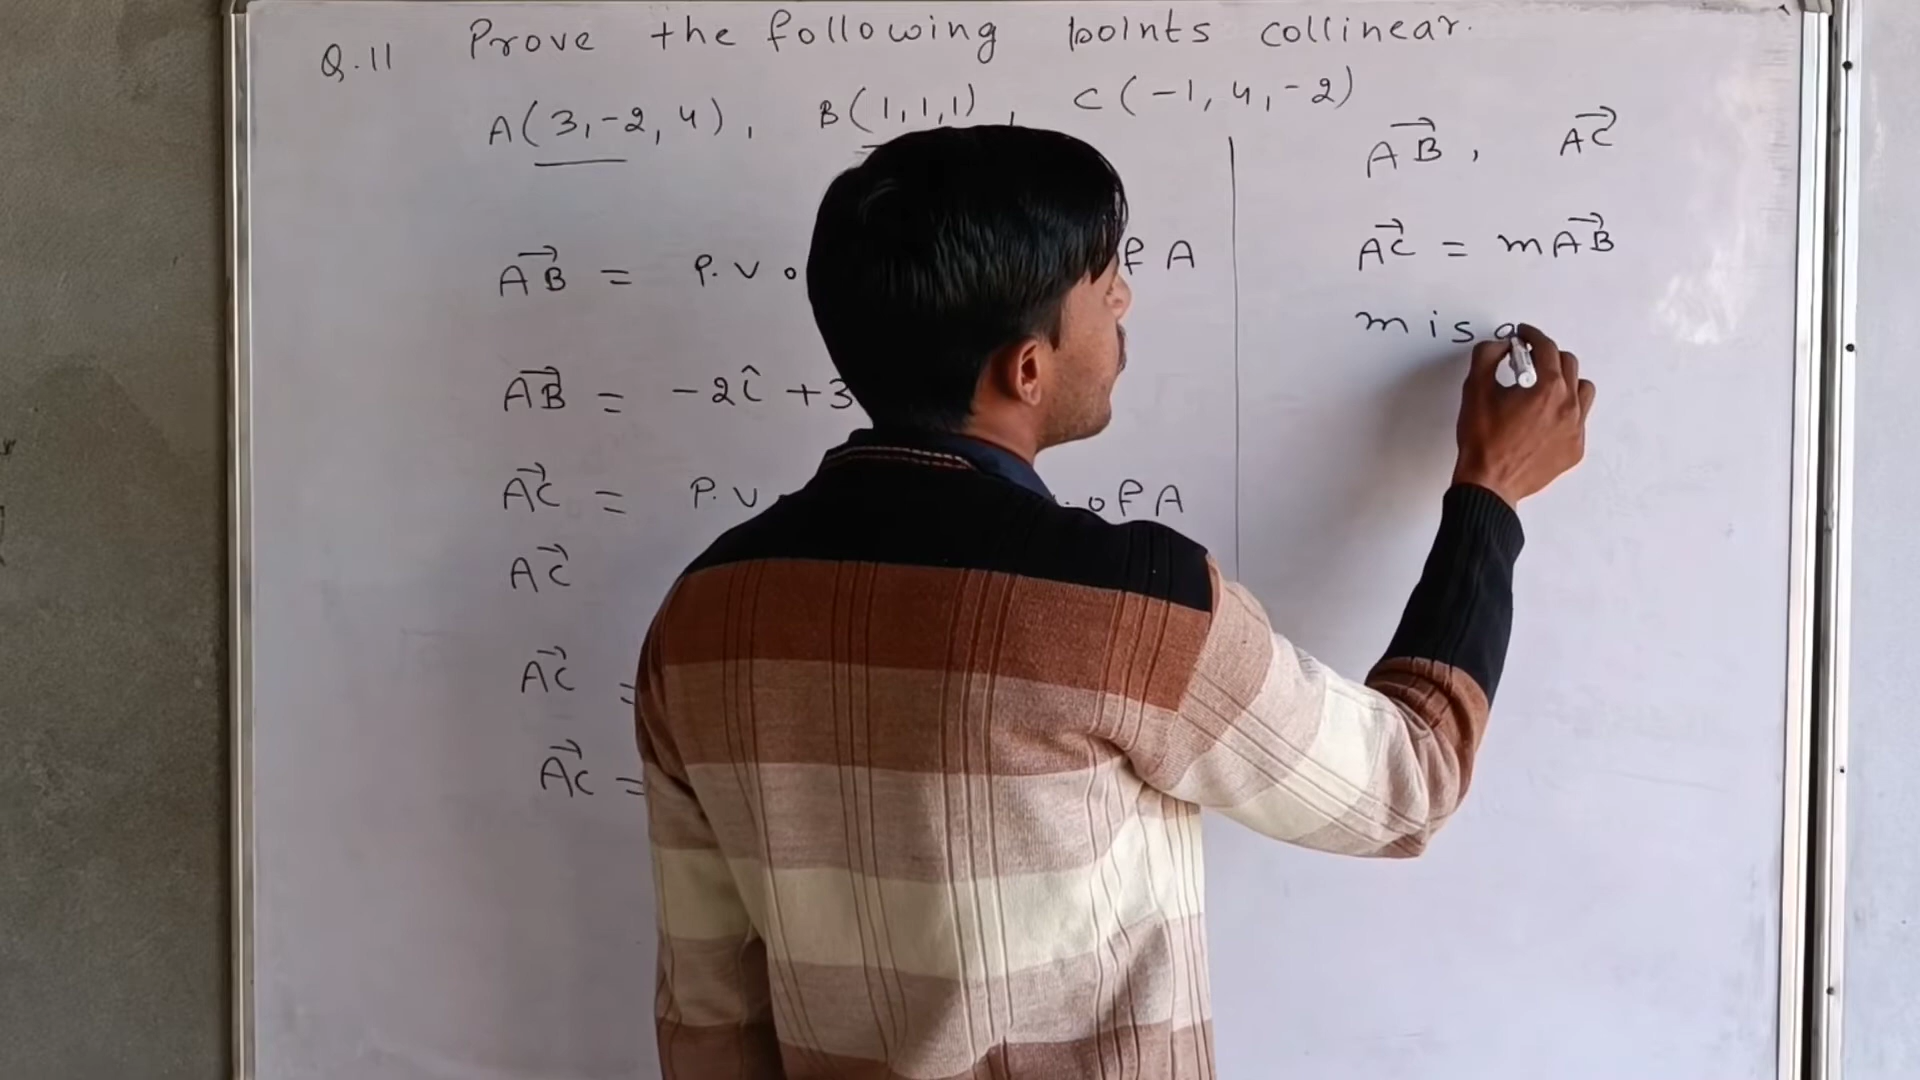 Q.11 Prove the following points collinear.
A(3,-2,4), B(1,1,1), C(-1,4,-2)
AB⃗ = P.V o f A
AB⃗ = -2î +3
AC⃗ = P.V . of A
AC⃗
AC⃗ =
AC⃗ =
AB⃗, AC⃗
AC⃗ = mAB⃗
m is a